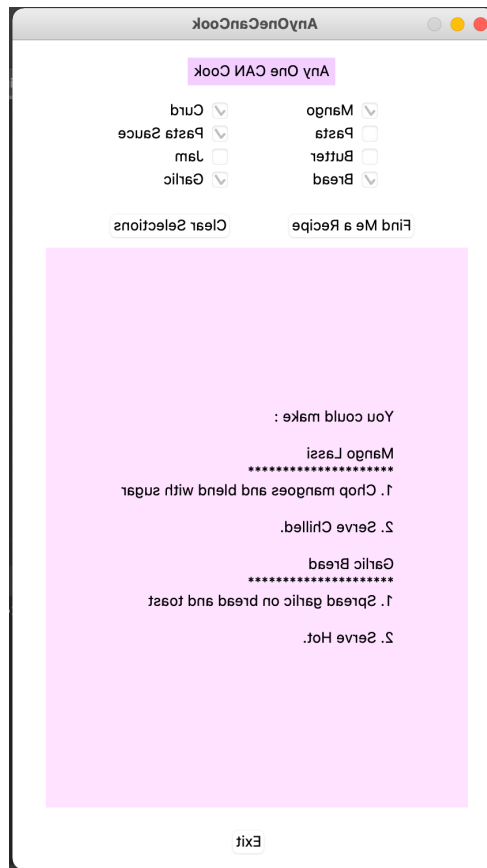 AnyOneCanCook
Any One CAN Cook
Mango Curd
Pasta Pasta Sauce
Butter Jam
Bread Garlic
Find Me a Recipe Clear Selections
You could make :
Mango Lassi
*********************
1. Chop mangoes and blend with sugar
2. Serve Chilled.
Garlic Bread
*********************
1. Spread garlic on bread and toast
2. Serve Hot.
Exit